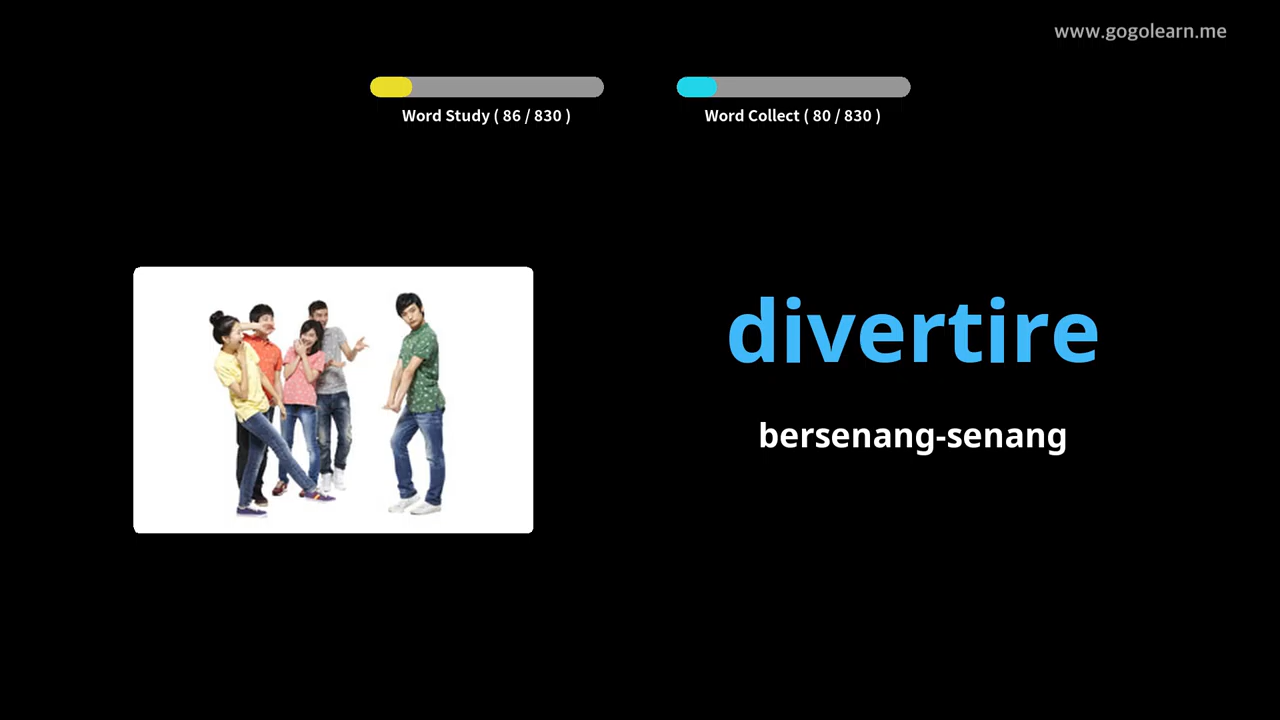 www.gogolearn.me
Word Study ( 86 / 830 )
Word Collect ( 80 / 830 )
divertire
bersenang-senang